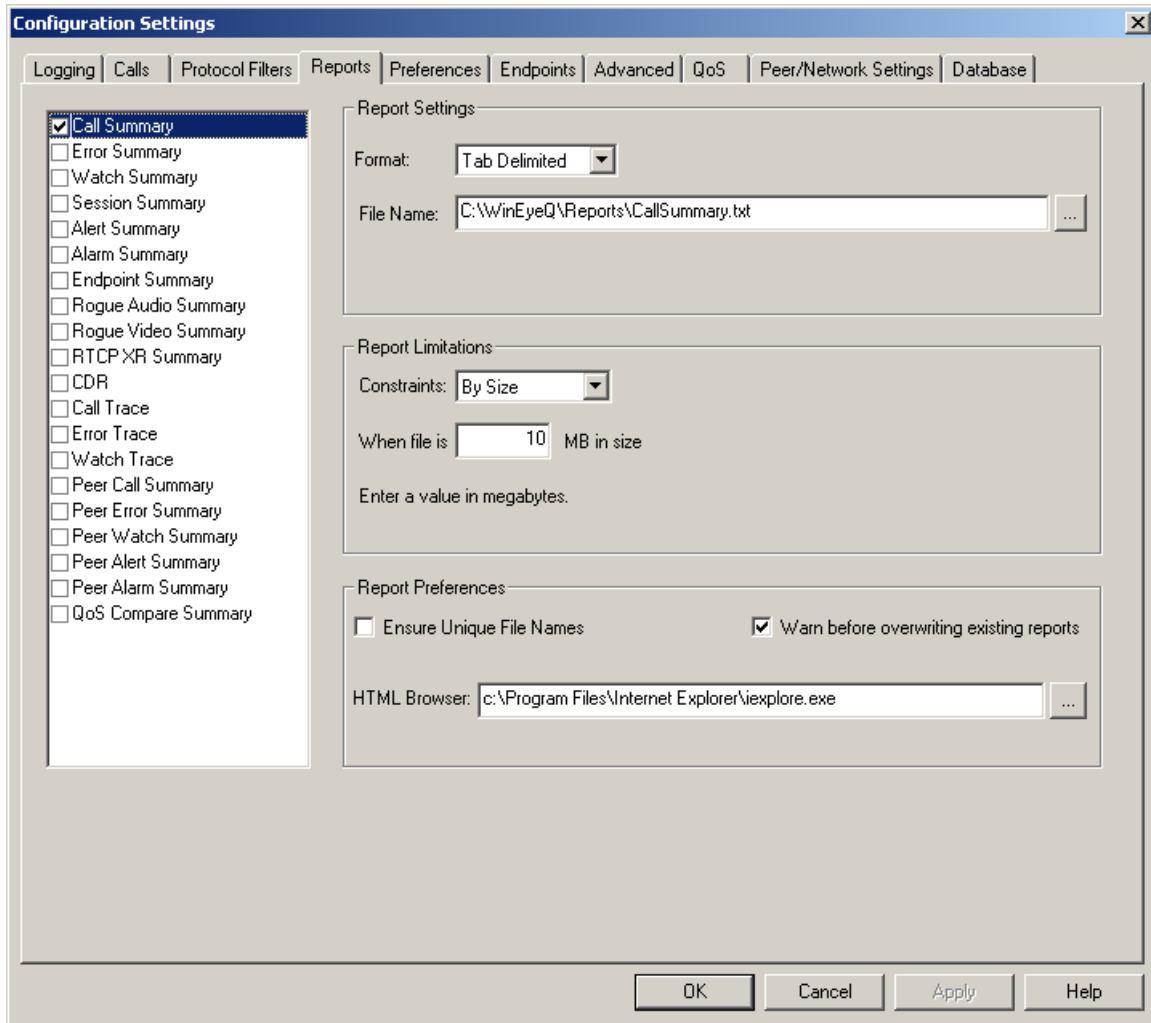 Configuration Settings
Logging Calls Protocol Filters Reports Preferences Endpoints Advanced QoS Peer/Network Settings Database
Call Summary
Error Summary
Watch Summary
Session Summary
Alert Summary
Alarm Summary
Endpoint Summary
Rogue Audio Summary
Rogue Video Summary
RTCP XR Summary
CDR
Call Trace
Error Trace
Watch Trace
Peer Call Summary
Peer Error Summary
Peer Watch Summary
Peer Alert Summary
Peer Alarm Summary
QoS Compare Summary
Report Settings
Format: Tab Delimited
File Name: C:\WinEyeQ\Reports\CallSummary.txt ...
Report Limitations
Constraints: By Size
When file is 10 MB in size
Enter a value in megabytes.
Report Preferences
Ensure Unique File Names Warn before overwriting existing reports
HTML Browser: c:\Program Files\Internet Explorer\iexplore.exe ...
OK Cancel Apply Help